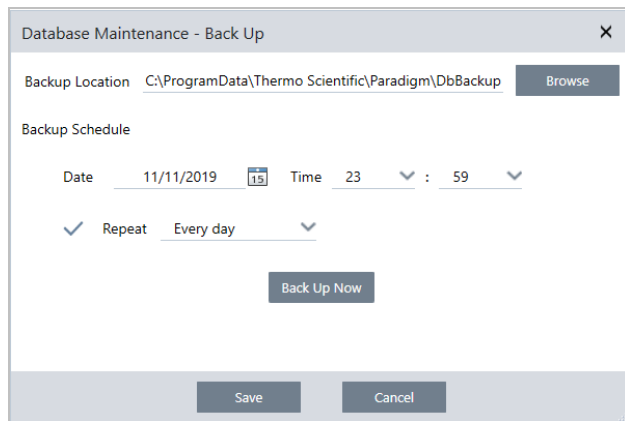 Database Maintenance - Back Up
Backup Location C:\ProgramData\Thermo Scientific\Paradigm\DbBackup Browse
Backup Schedule
Date 11/11/2019 15 Time 23 : 59
Repeat Every day
Back Up Now
Save Cancel